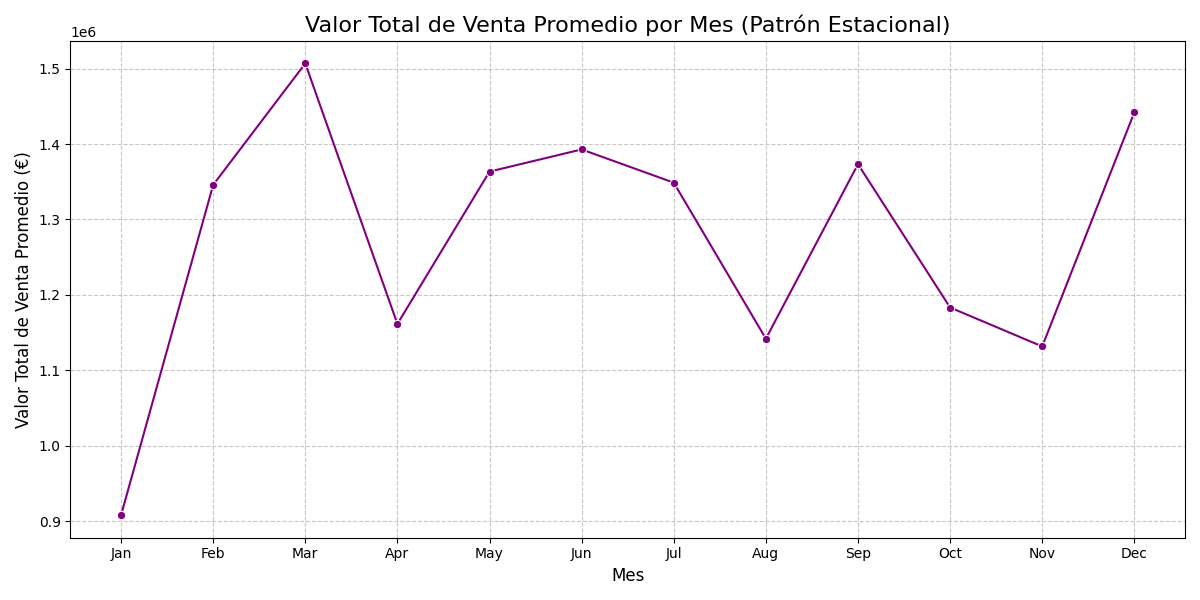 Valor Total de Venta Promedio por Mes (Patrón Estacional)
1e6
1.5
1.4
1.3
1.2
1.1
1.0
0.9
Valor Total de Venta Promedio (€)
Jan Feb Mar Apr May Jun Jul Aug Sep Oct Nov Dec
Mes